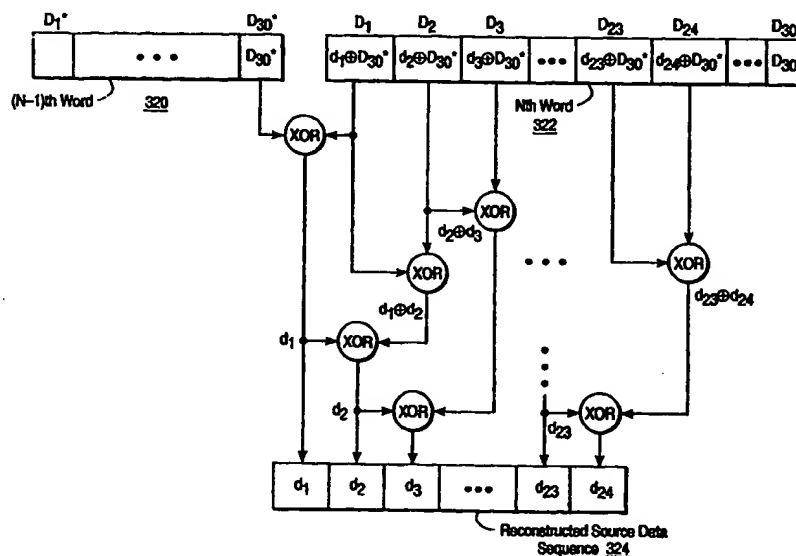 D₁* D₃₀* D₁ D₂ D₃ D₂₃ D₂₄ D₃₀
••• D₃₀* d₁⊕D₃₀* d₂⊕D₃₀* d₃⊕D₃₀* ••• d₂₃⊕D₃₀* d₂₄⊕D₃₀* ••• D₃₀
(N–1)th Word 320 Nth Word
322
XOR
XOR
d₂⊕d₃
XOR XOR
• • •
d₁⊕d₂ d₂₃⊕d₂₄
d₁ XOR
d₂ XOR d₂₃ XOR
d₁ d₂ d₃ ••• d₂₃ d₂₄
Reconstructed Source Data
Sequence 324